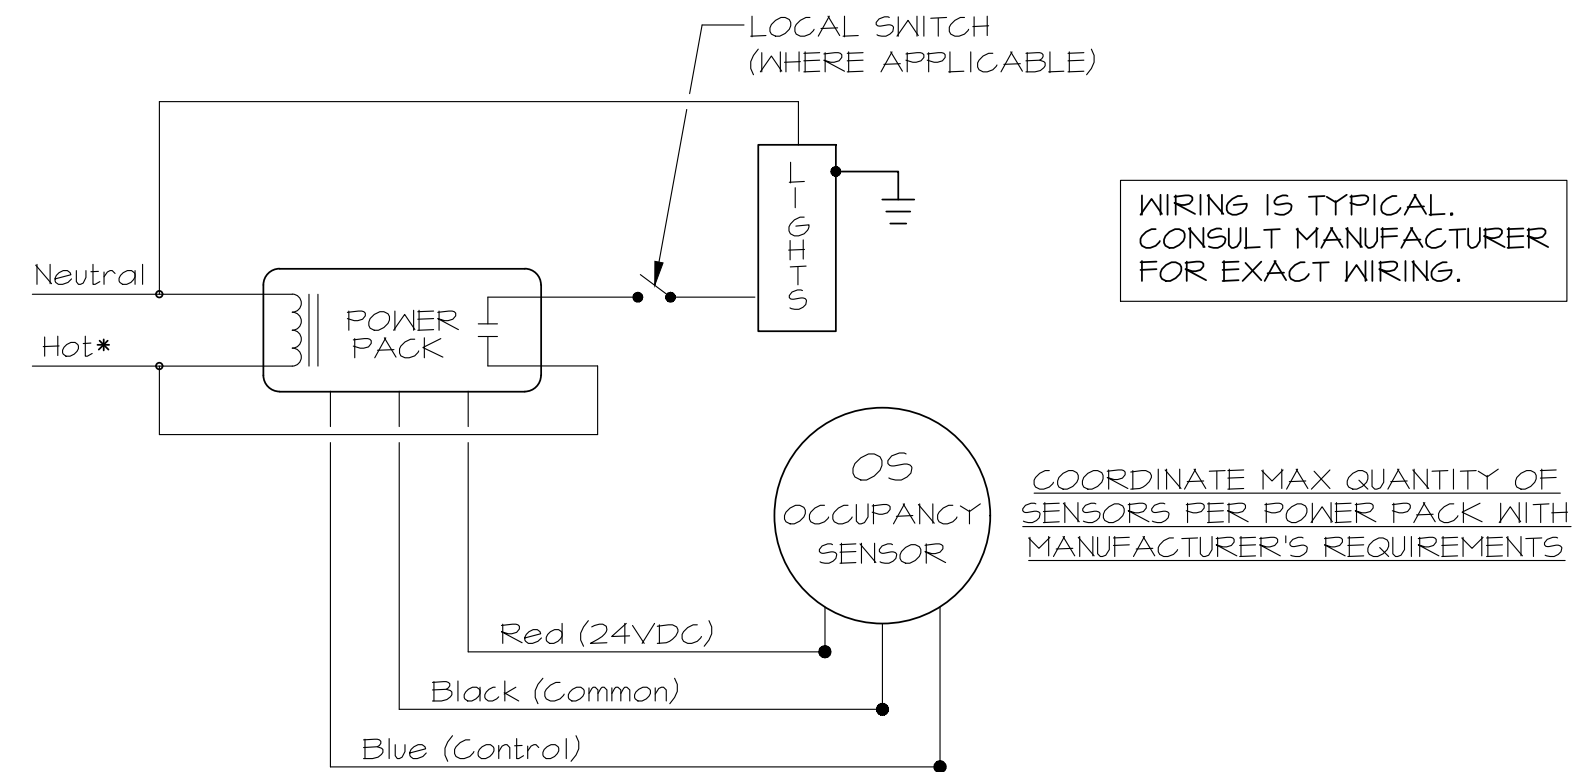 LOCAL SWITCH
(WHERE APPLICABLE)
LIGHTS
WIRING IS TYPICAL.
CONSULT MANUFACTURER
FOR EXACT WIRING.
Neutral
Hot*
POWER
PACK
OS
OCCUPANCY
SENSOR
COORDINATE MAX QUANTITY OF
SENSORS PER POWER PACK WITH
MANUFACTURER'S REQUIREMENTS
Red (24VDC)
Black (Common)
Blue (Control)